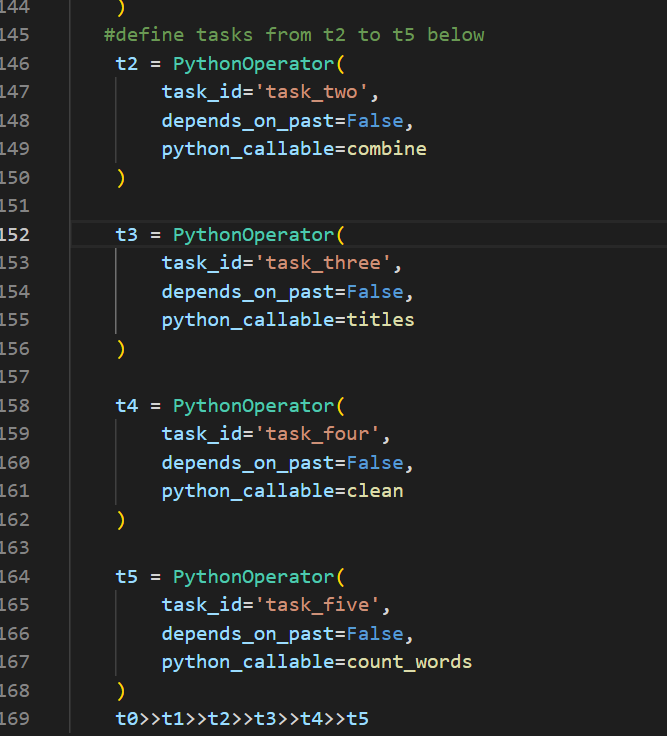 144 )
145 #define tasks from t2 to t5 below
146 t2 = PythonOperator(
147 task_id='task_two',
148 depends_on_past=False,
149 python_callable=combine
150 )
151
152 t3 = PythonOperator(
153 task_id='task_three',
154 depends_on_past=False,
155 python_callable=titles
156 )
157
158 t4 = PythonOperator(
159 task_id='task_four',
160 depends_on_past=False,
161 python_callable=clean
162 )
163
164 t5 = PythonOperator(
165 task_id='task_five',
166 depends_on_past=False,
167 python_callable=count_words
168 )
169 t0>>t1>>t2>>t3>>t4>>t5